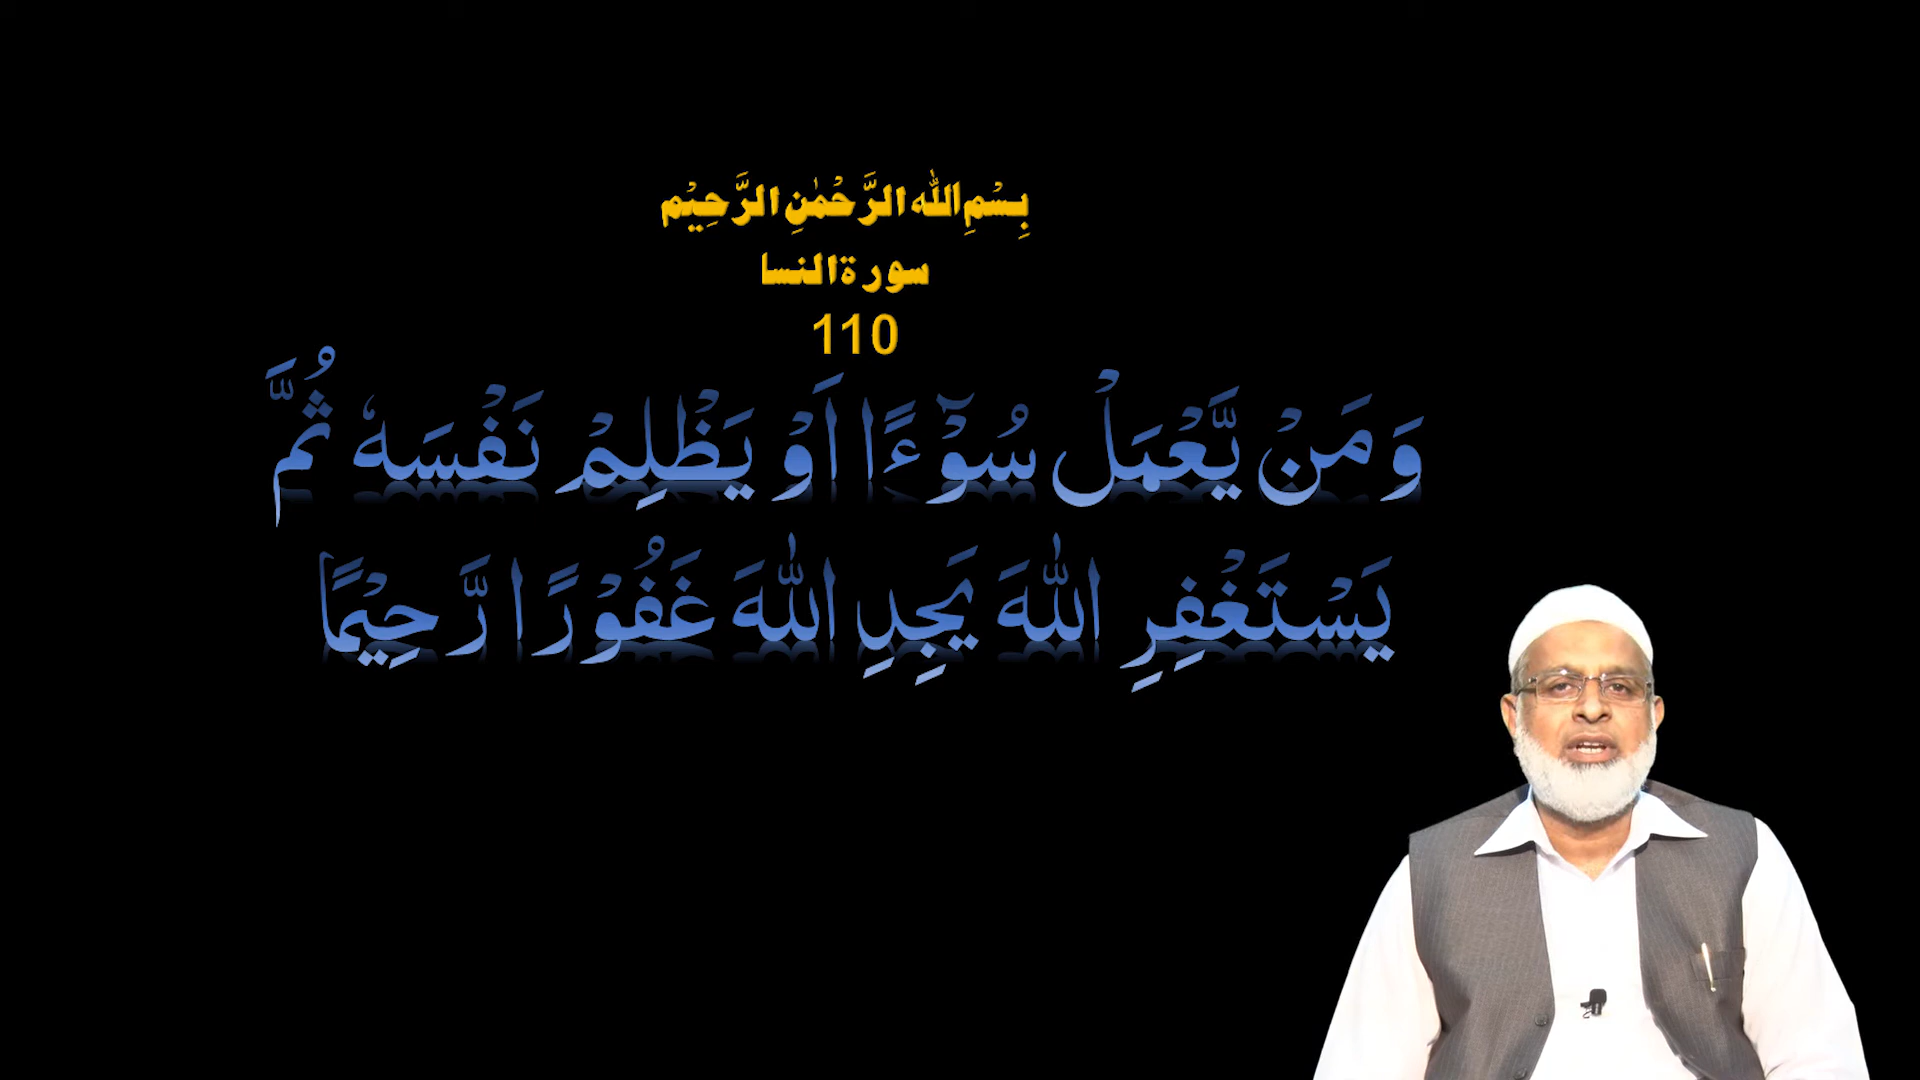 بِسْمِ اللّٰهِ الرَّحْمٰنِ الرَّحِيْم
سورۃ النسا
110
وَ مَنْ يَّعْمَلْ سُوْٓءًا اَوْ يَظْلِمْ نَفْسَهٗ ثُمَّ
يَسْتَغْفِرِ اللّٰهَ يَجِدِ اللّٰهَ غَفُوْرًا رَّحِيْمًا